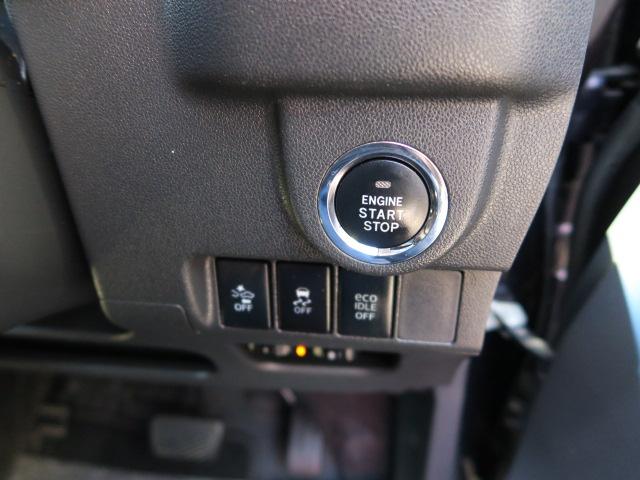 ENGINE
START
STOP
OFF
OFF
eco
IDLE
OFF